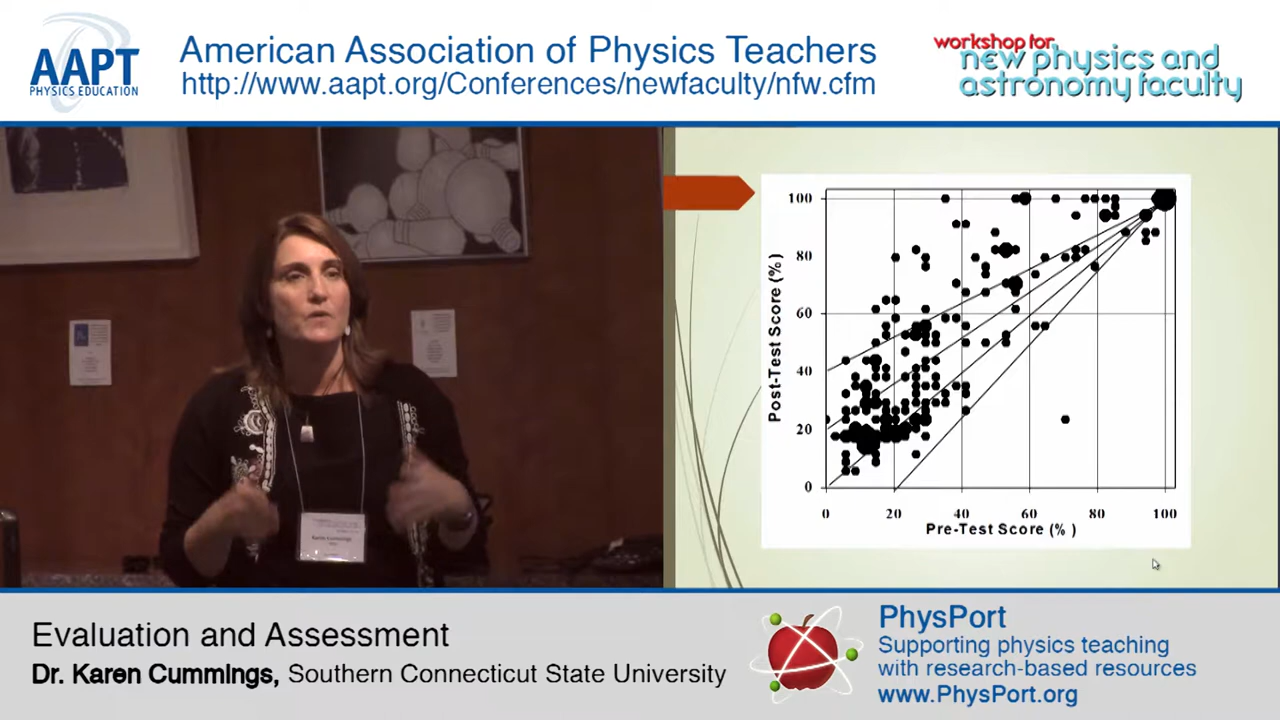 AAPT
PHYSICS EDUCATION
American Association of Physics Teachers
http://www.aapt.org/Conferences/newfaculty/nfw.cfm
workshop for
new physics and
astronomy faculty
100
80
60
40
20
0
Post-Test Score (%)
0 20 40 60 80 100
Pre-Test Score (% )
Karen Cummings
Evaluation and Assessment
Dr. Karen Cummings, Southern Connecticut State University
PhysPort
Supporting physics teaching
with research-based resources
www.PhysPort.org